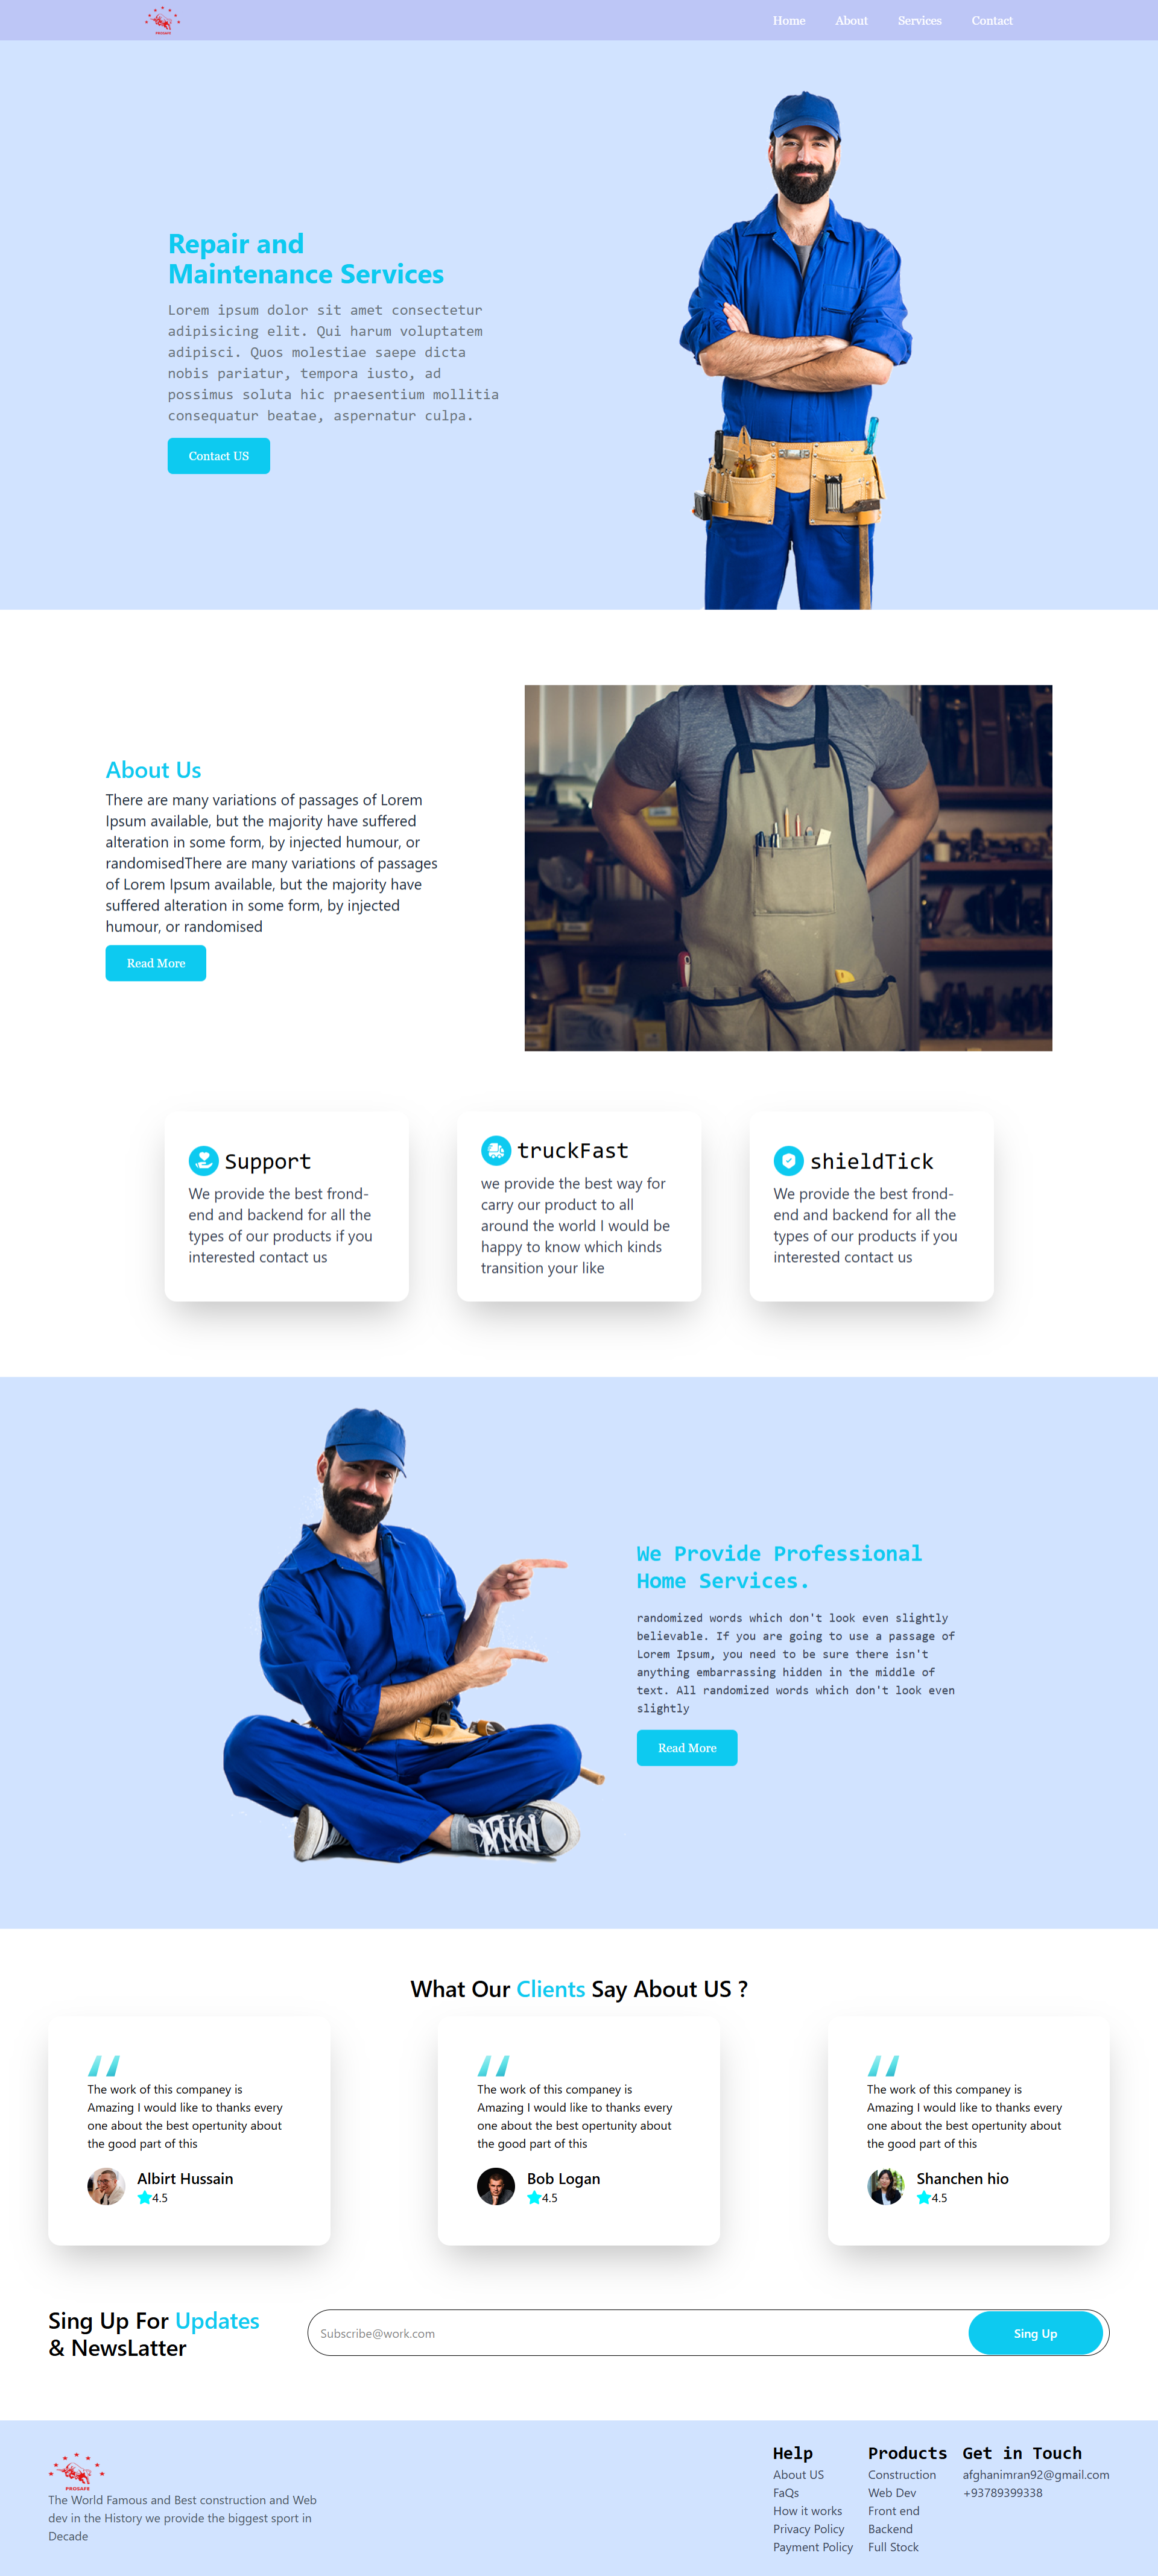 PROSAFE
Home About Services Contact
Repair and
Maintenance Services
Lorem ipsum dolor sit amet consectetur
adipisicing elit. Qui harum voluptatem
adipisci. Quos molestiae saepe dicta
nobis pariatur, tempora iusto, ad
possimus soluta hic praesentium mollitia
consequatur beatae, aspernatur culpa.
Contact US
About Us
There are many variations of passages of Lorem
Ipsum available, but the majority have suffered
alteration in some form, by injected humour, or
randomisedThere are many variations of passages
of Lorem Ipsum available, but the majority have
suffered alteration in some form, by injected
humour, or randomised
Read More
Support
We provide the best frond-
end and backend for all the
types of our products if you
interested contact us
truckFast
we provide the best way for
carry our product to all
around the world I would be
happy to know which kinds
transition your like
shieldTick
We provide the best frond-
end and backend for all the
types of our products if you
interested contact us
We Provide Professional
Home Services.
randomized words which don't look even slightly
believable. If you are going to use a passage of
Lorem Ipsum, you need to be sure there isn't
anything embarrassing hidden in the middle of
text. All randomized words which don't look even
slightly
Read More
What Our Clients Say About US ?
The work of this companey is
Amazing I would like to thanks every
one about the best opertunity about
the good part of this
Albirt Hussain
4.5
The work of this companey is
Amazing I would like to thanks every
one about the best opertunity about
the good part of this
Bob Logan
4.5
The work of this companey is
Amazing I would like to thanks every
one about the best opertunity about
the good part of this
Shanchen hio
4.5
Sing Up For Updates
& NewsLatter
Subscribe@work.com
Sing Up
PROSAFE
The World Famous and Best construction and Web
dev in the History we provide the biggest sport in
Decade
Help
About US
FaQs
How it works
Privacy Policy
Payment Policy
Products
Construction
Web Dev
Front end
Backend
Full Stock
Get in Touch
afghanimran92@gmail.com
+93789399338